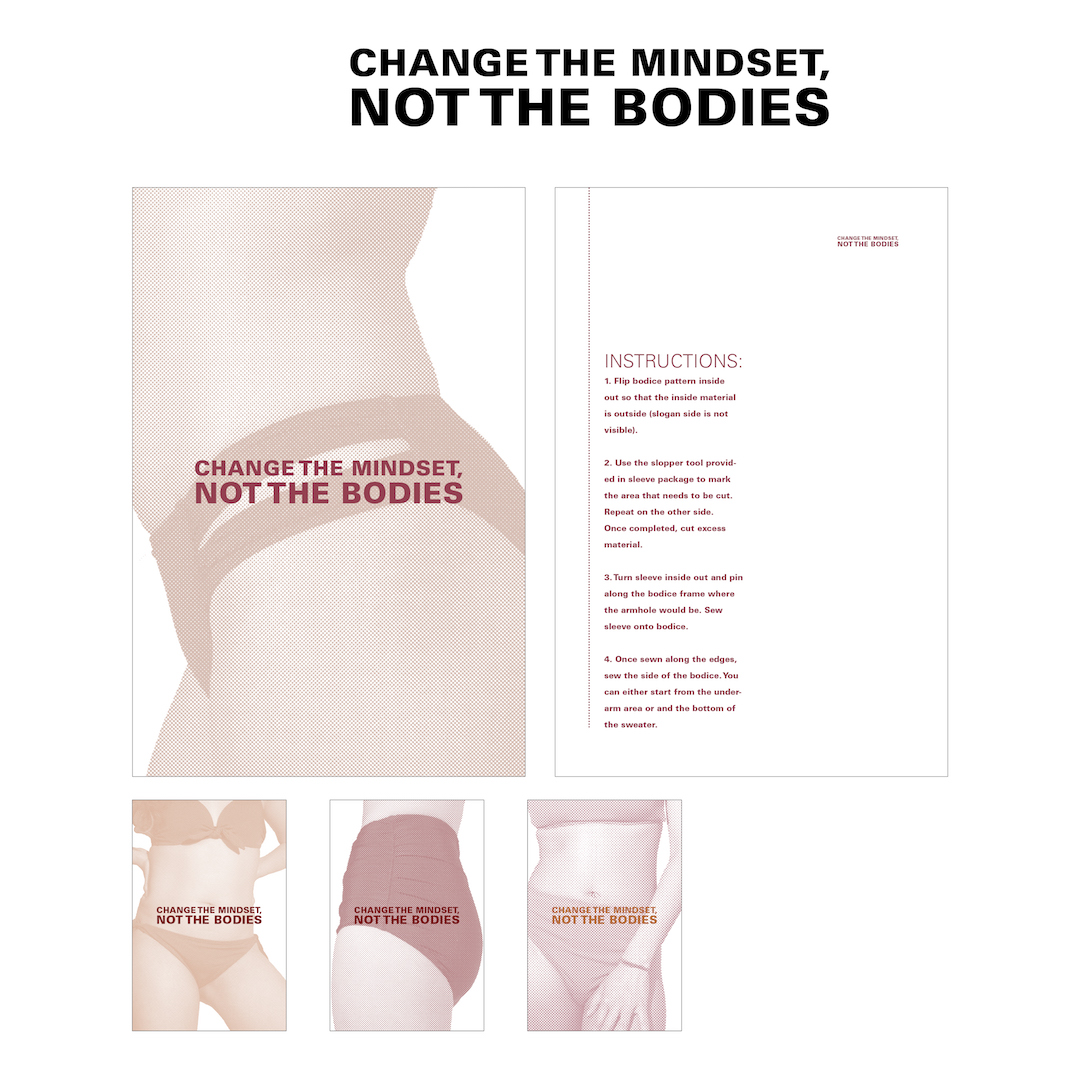 CHANGE THE MINDSET,
NOT THE BODIES
CHANGE THE MINDSET,
NOT THE BODIES
CHANGE THE MINDSET,
NOT THE BODIES
INSTRUCTIONS:
1. Flip bodice pattern inside
out so that the inside material
is outside (slogan side is not
visible).
2. Use the slopper tool provid-
ed in sleeve package to mark
the area that needs to be cut.
Repeat on the other side.
Once completed, cut excess
material.
3. Turn sleeve inside out and pin
along the bodice frame where
the armhole would be. Sew
sleeve onto bodice.
4. Once sewn along the edges,
sew the side of the bodice. You
can either start from the under-
arm area or and the bottom of
the sweater.
CHANGE THE MINDSET,
NOT THE BODIES
CHANGE THE MINDSET,
NOT THE BODIES
CHANGE THE MINDSET,
NOT THE BODIES